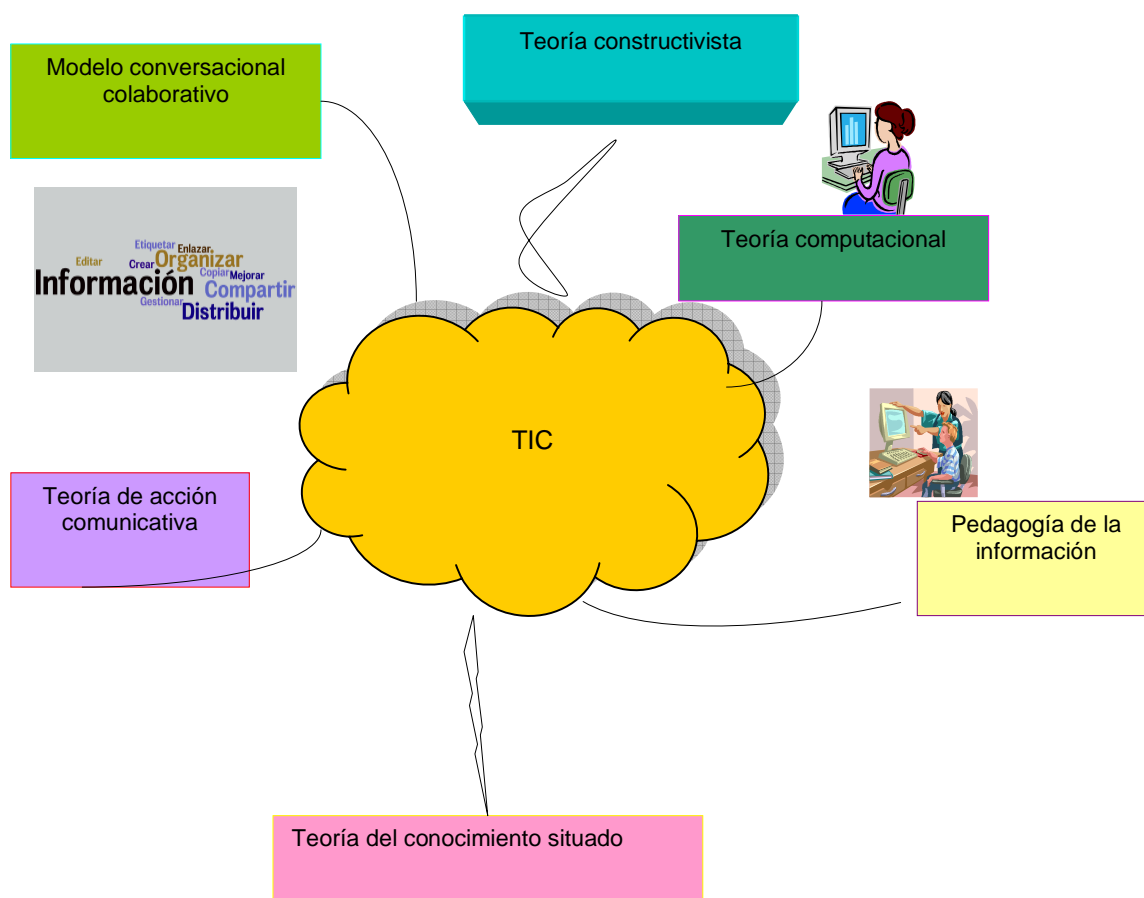 Teoría constructivista
Modelo conversacional
colaborativo
Teoría computacional
Etiquetar
Enlazar
Editar
Crear
Organizar
Copiar
Mejorar
Información
Compartir
Gestionar
Distribuir
TIC
Teoría de acción
comunicativa
Pedagogía de la
información
Teoría del conocimiento situado